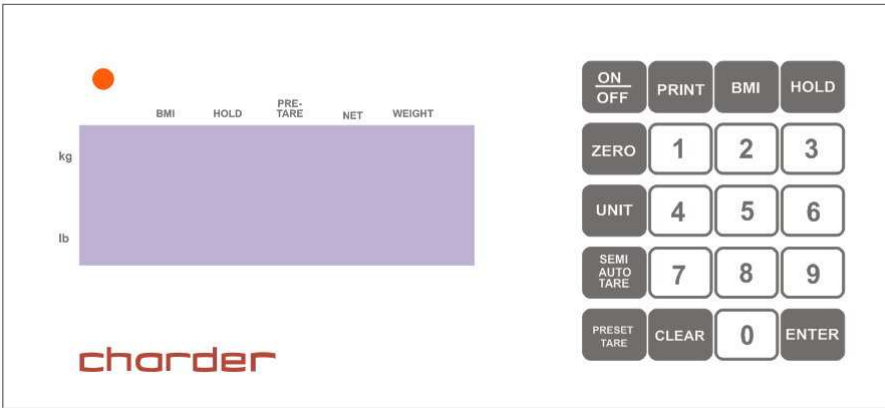 BMI HOLD PRE-TARE NET WEIGHT
kg
lb
charder
ON OFF PRINT BMI HOLD
ZERO 1 2 3
UNIT 4 5 6
SEMI AUTO TARE 7 8 9
PRESET TARE CLEAR 0 ENTER